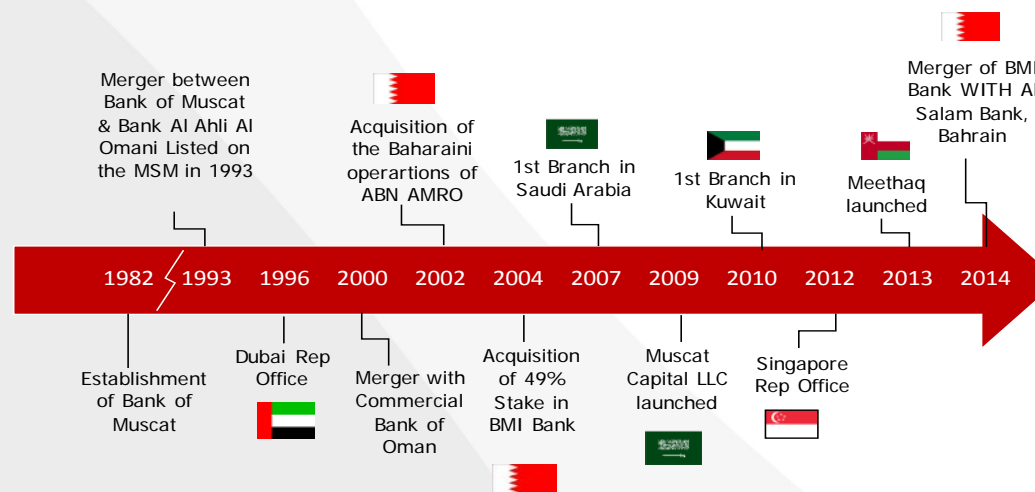 Merger between
Bank of Muscat
& Bank Al Ahli Al
Omani Listed on
the MSM in 1993
Acquisition of
the Baharaini
operartions of
ABN AMRO
1st Branch in
Saudi Arabia
1st Branch in
Kuwait
Meethaq
launched
Merger of BMI
Bank WITH Al
Salam Bank,
Bahrain
1982 1993 1996 2000 2002 2004 2007 2009 2010 2012 2013 2014
Establishment
of Bank of
Muscat
Dubai Rep
Office
Merger with
Commercial
Bank of
Oman
Acquisition
of 49%
Stake in
BMI Bank
Muscat
Capital LLC
launched
Singapore
Rep Office